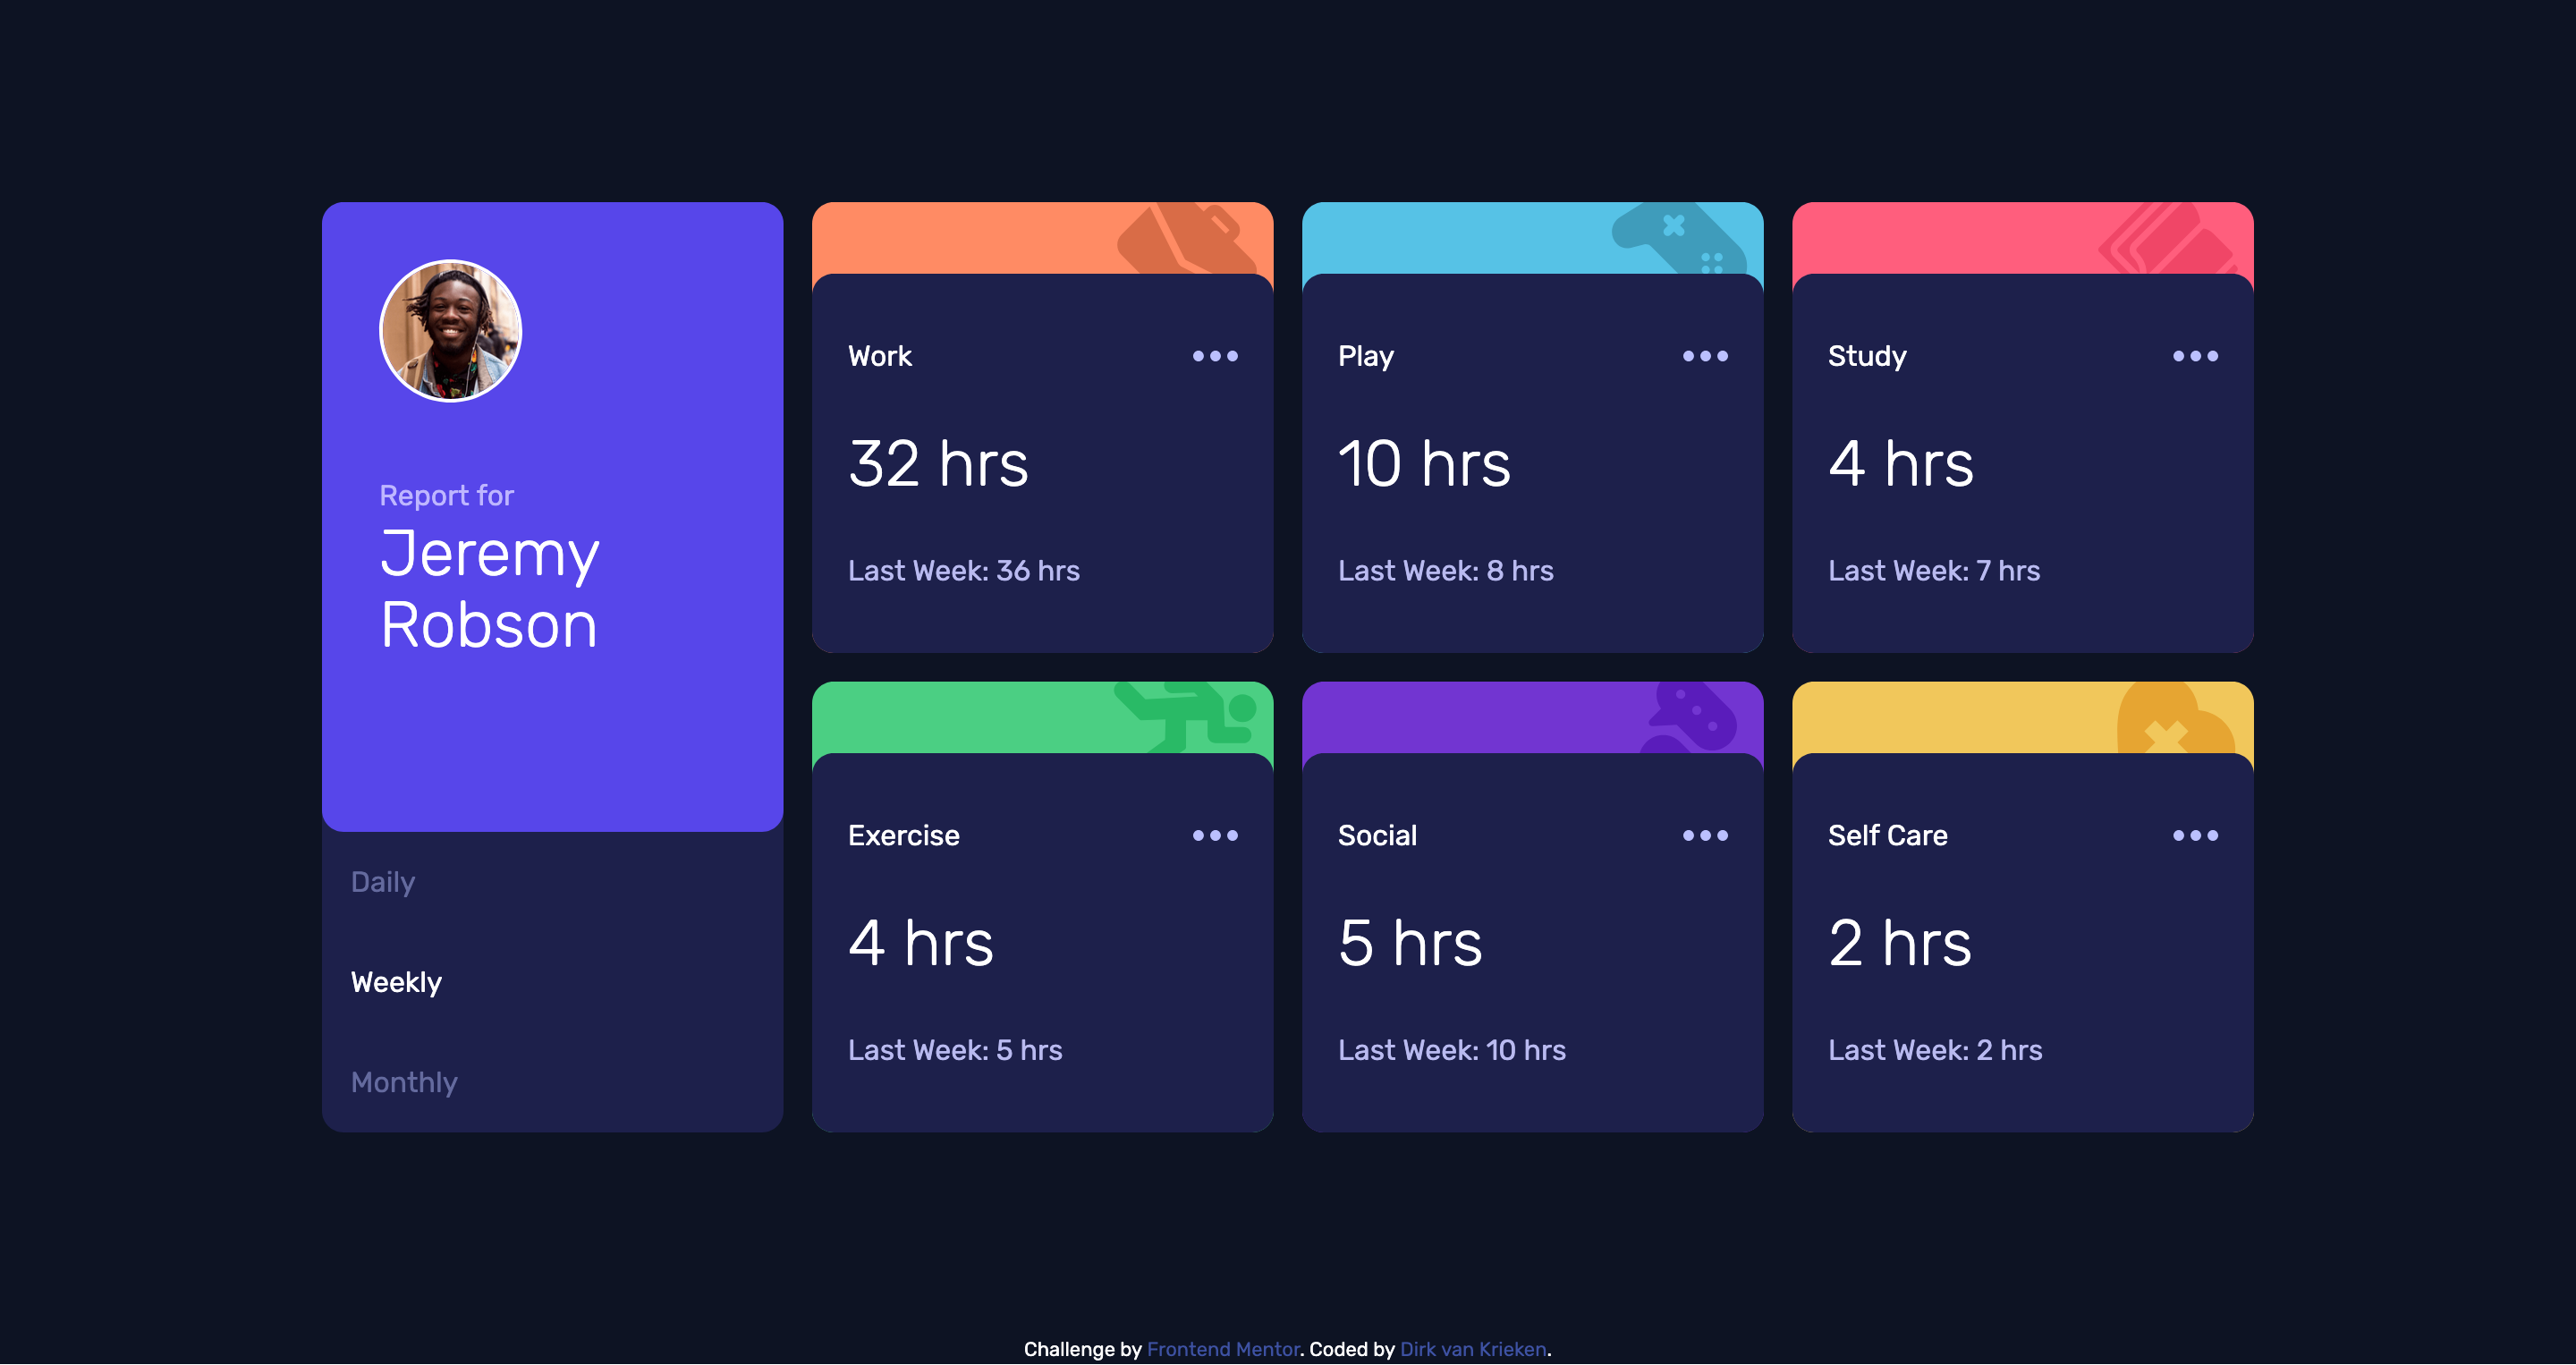 Report for
Jeremy
Robson
Daily
Weekly
Monthly
Work
32 hrs
Last Week: 36 hrs
Play
10 hrs
Last Week: 8 hrs
Study
4 hrs
Last Week: 7 hrs
Exercise
4 hrs
Last Week: 5 hrs
Social
5 hrs
Last Week: 10 hrs
Self Care
2 hrs
Last Week: 2 hrs
Challenge by Frontend Mentor. Coded by Dirk van Krieken.